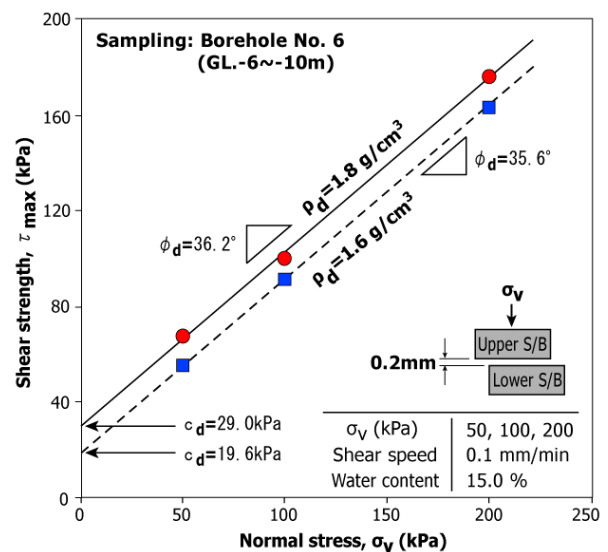 Sampling: Borehole No. 6
(GL.-6~-10m)
Shear strength, τ max (kPa)
200
160
120
80
40
0
ρd=1.8 g/cm³
ρd=1.6 g/cm³
ϕd=36.2°
ϕd=35.6°
σv
Upper S/B
0.2mm
Lower S/B
cd=29.0kPa
cd=19.6kPa
σv (kPa) 50, 100, 200
Shear speed 0.1 mm/min
Water content 15.0 %
0 50 100 150 200 250
Normal stress, σv (kPa)